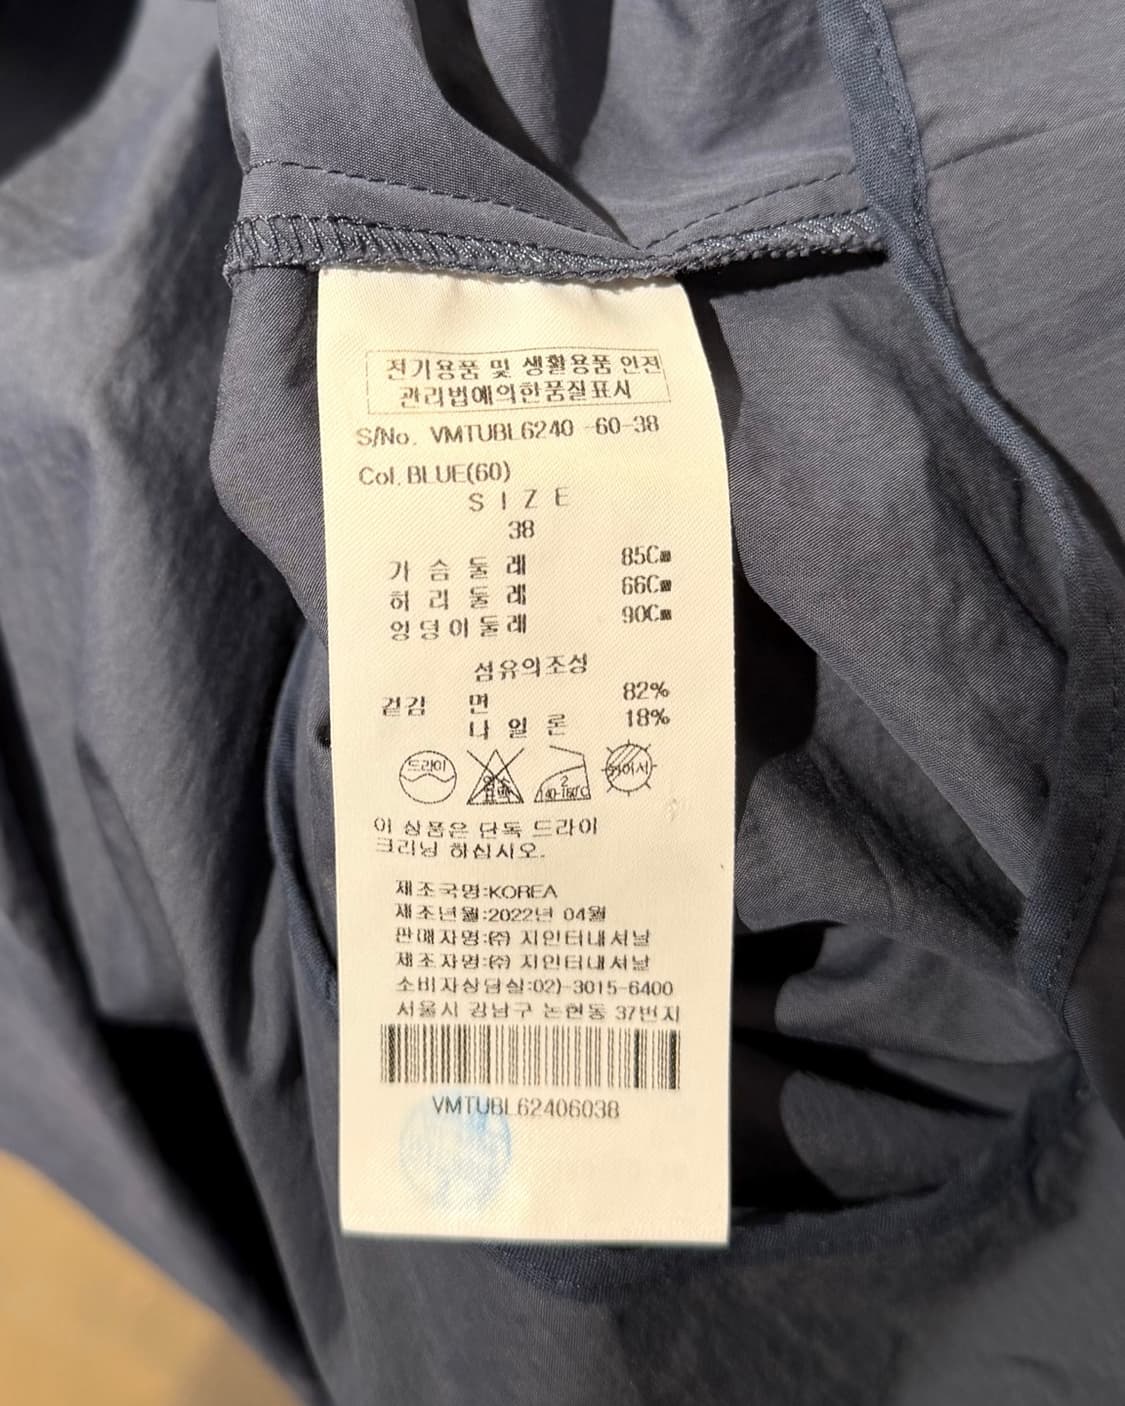 전기용품 및 생활용품 안전
관리법에의한품질표시
S/No. VMTUBL6240 -60-38
Col. BLUE(60)
SIZE
38
가슴둘레 85Cm
허리둘레 66Cm
엉덩이둘레 90Cm
섬유의조성
겉감 면 82%
나일론 18%
드라이
염소
표백
2
140-160℃
이 상품은 단독 드라이
크리닝 하십시오.
제조국명:KOREA
제조년월:2022년 04월
판매자명:㈜ 지인터내셔날
제조자명:㈜ 지인터내셔날
소비자상담실:02)-3015-6400
서울시 강남구 논현동 37번지
VMTUBL62406038